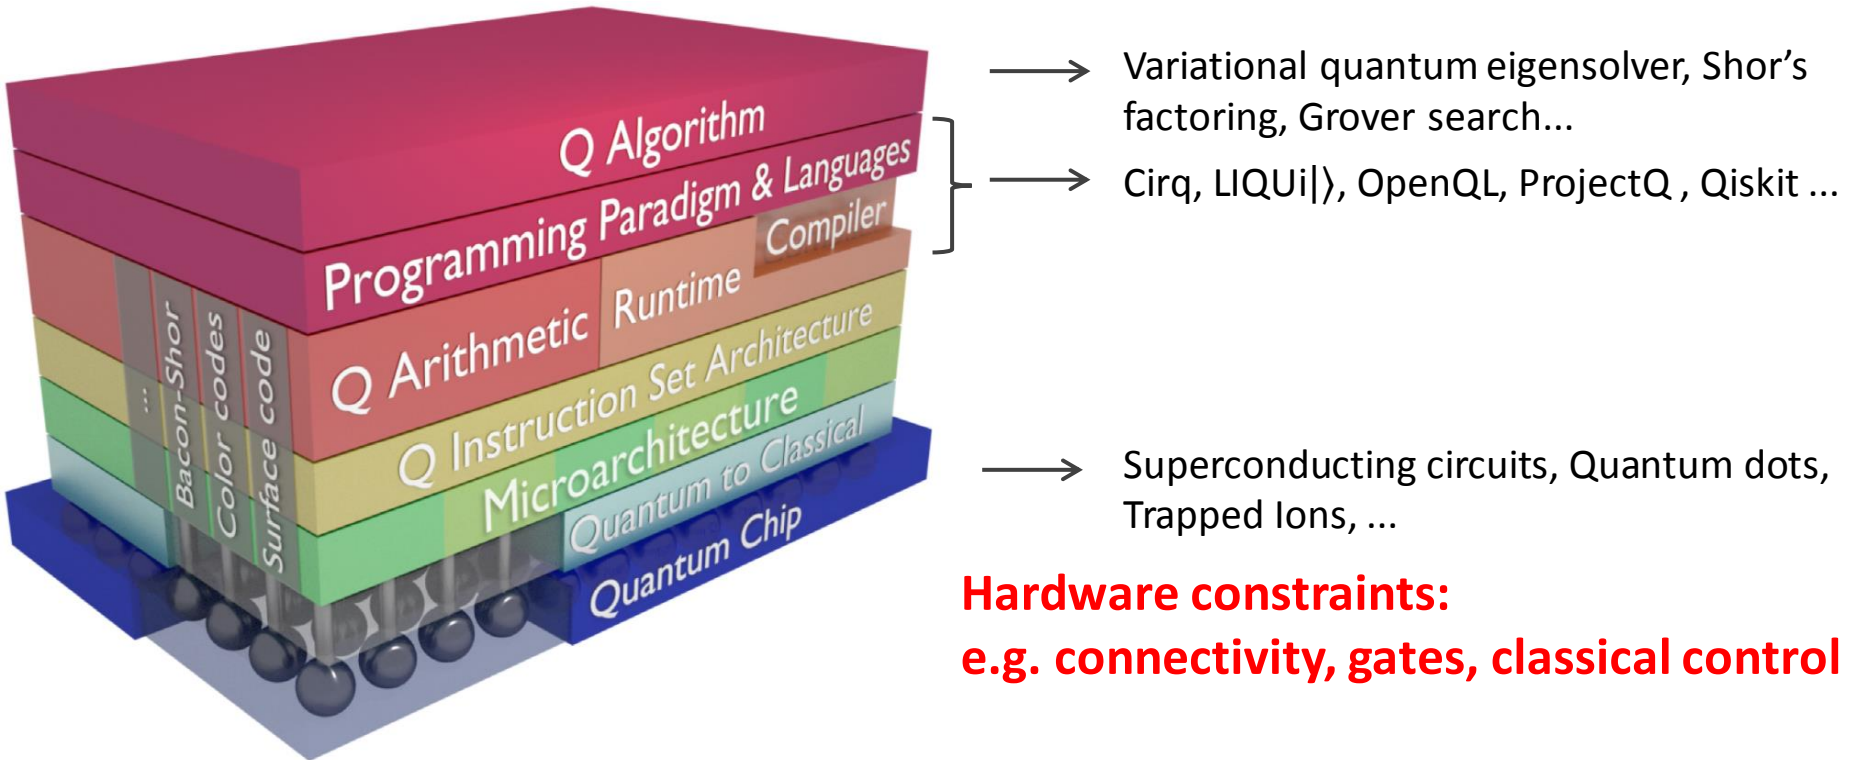 Q Algorithm
Programming Paradigm & Languages
Q Arithmetic
Runtime
Compiler
Q Instruction Set Architecture
Microarchitecture
Quantum to Classical
Quantum Chip
...
Bacon-Shor
Color codes
Surface code
Variational quantum eigensolver, Shor’s
factoring, Grover search...
Cirq, LIQUi|⟩, OpenQL, ProjectQ , Qiskit ...
Superconducting circuits, Quantum dots,
Trapped Ions, ...
Hardware constraints:
e.g. connectivity, gates, classical control